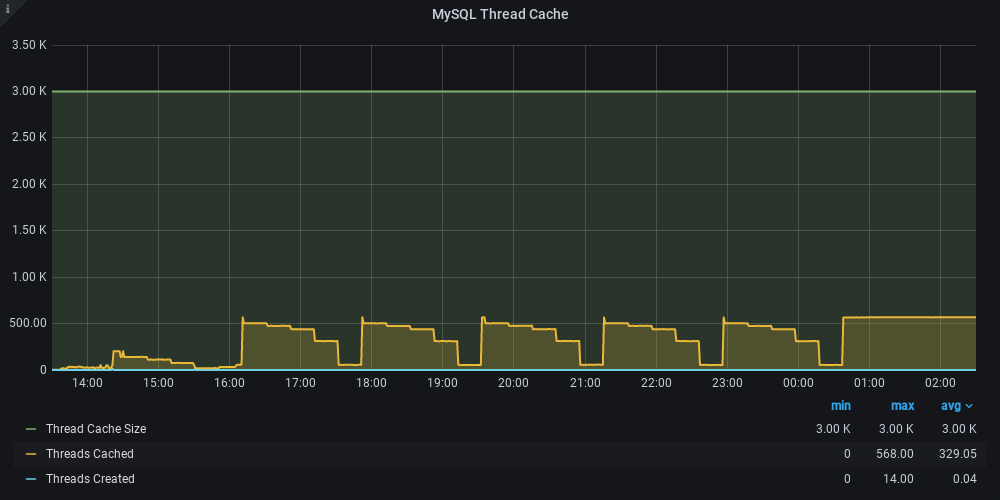 i
MySQL Thread Cache
3.50 K
3.00 K
2.50 K
2.00 K
1.50 K
1.00 K
500.00
0
14:00 15:00 16:00 17:00 18:00 19:00 20:00 21:00 22:00 23:00 00:00 01:00 02:00
min max avg
Thread Cache Size 3.00 K 3.00 K 3.00 K
Threads Cached 0 568.00 329.05
Threads Created 0 14.00 0.04